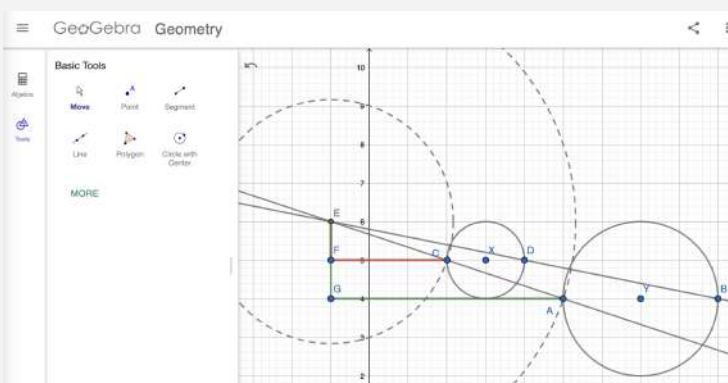 GeoGebra Geometry
Basic Tools
Algebra
Move
Point
Segment
Tools
Line
Polygon
Circle with
Center
MORE
10
9
8
7
6
5
4
3
2
E
F
G
C
X
D
A
Y
B